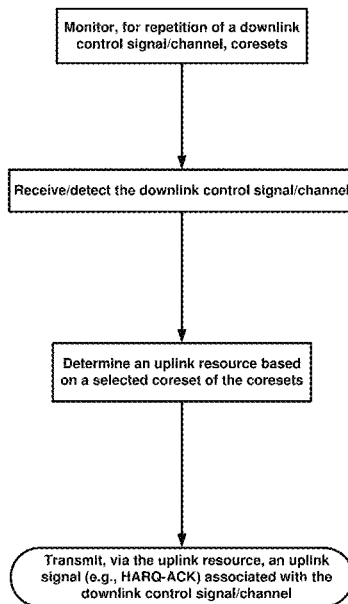 Monitor, for repetition of a downlink
control signal/channel, coresets
Receive/detect the downlink control signal/channel
Determine an uplink resource based
on a selected coreset of the coresets
Transmit, via the uplink resource, an uplink
signal (e.g., HARQ-ACK) associated with the
downlink control signal/channel